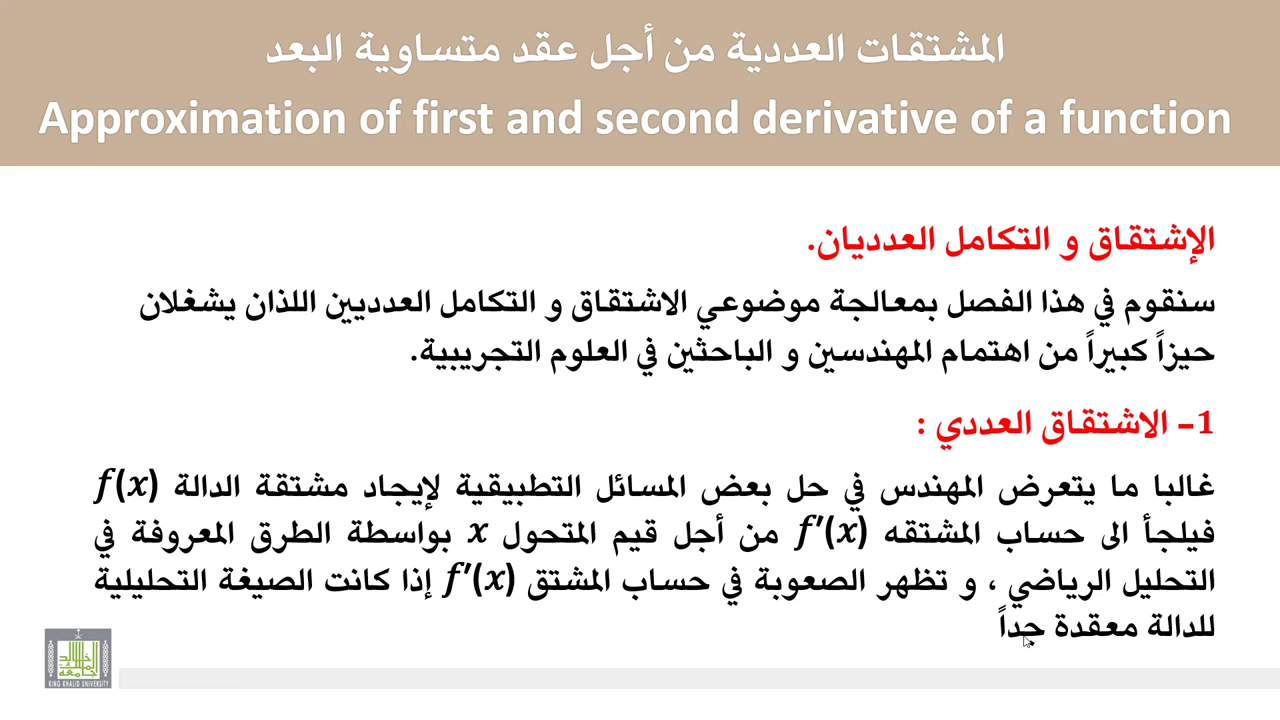 المشتقات العددية من أجل عقد متساوية البعد
Approximation of first and second derivative of a function
الإشتقاق و التكامل العدديان.
سنقوم في هذا الفصل بمعالجة موضوعي الاشتقاق و التكامل العدديين اللذان يشغلان
حيزاً كبيراً من اهتمام المهندسين و الباحثين في العلوم التجريبية.
1- الاشتقاق العددي :
غالبا ما يتعرض المهندس في حل بعض المسائل التطبيقية لإيجاد مشتقة الدالة f(x)
فيلجأ الى حساب المشتقه f′(x) من أجل قيم المتحول x بواسطة الطرق المعروفة في
التحليل الرياضي ، و تظهر الصعوبة في حساب المشتق f′(x) إذا كانت الصيغة التحليلية
للدالة معقدة جداً
جامعة الملك خالد
KING KHALID UNIVERSITY